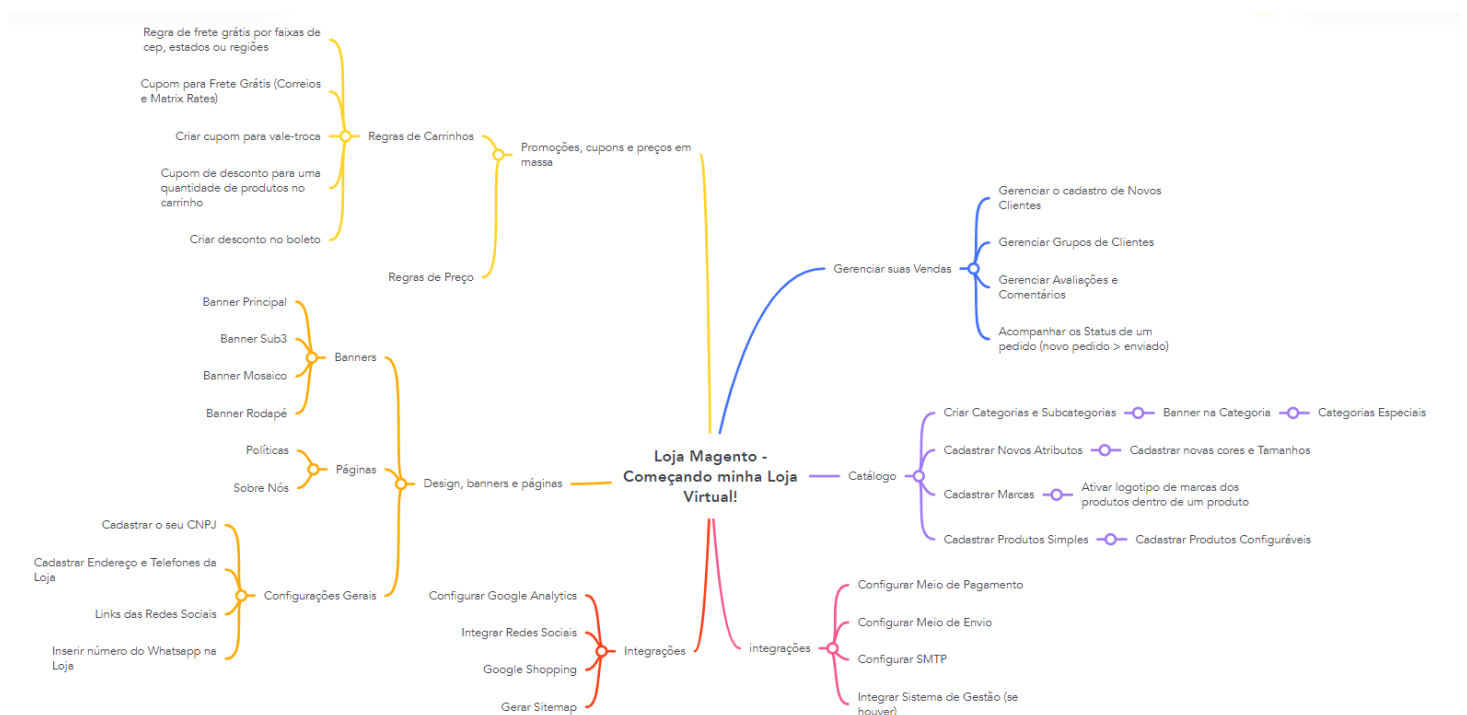 Loja Magento -
Começando minha Loja
Virtual!
Promoções, cupons e preços em
massa
Regras de Carrinhos
Regra de frete grátis por faixas de
cep, estados ou regiões
Cupom para Frete Grátis (Correios
e Matrix Rates)
Criar cupom para vale-troca
Cupom de desconto para uma
quantidade de produtos no
carrinho
Criar desconto no boleto
Regras de Preço
Design, banners e páginas
Banners
Banner Principal
Banner Sub3
Banner Mosaico
Banner Rodapé
Páginas
Políticas
Sobre Nós
Configurações Gerais
Cadastrar o seu CNPJ
Cadastrar Endereço e Telefones da
Loja
Links das Redes Sociais
Inserir número do Whatsapp na
Loja
Integrações
Configurar Google Analytics
Integrar Redes Sociais
Google Shopping
Gerar Sitemap
Gerenciar suas Vendas
Gerenciar o cadastro de Novos
Clientes
Gerenciar Grupos de Clientes
Gerenciar Avaliações e
Comentários
Acompanhar os Status de um
pedido (novo pedido > enviado)
Catálogo
Criar Categorias e Subcategorias
Banner na Categoria
Categorias Especiais
Cadastrar Novos Atributos
Cadastrar novas cores e Tamanhos
Cadastrar Marcas
Ativar logotipo de marcas dos
produtos dentro de um produto
Cadastrar Produtos Simples
Cadastrar Produtos Configuráveis
integrações
Configurar Meio de Pagamento
Configurar Meio de Envio
Configurar SMTP
Integrar Sistema de Gestão (se
houver)